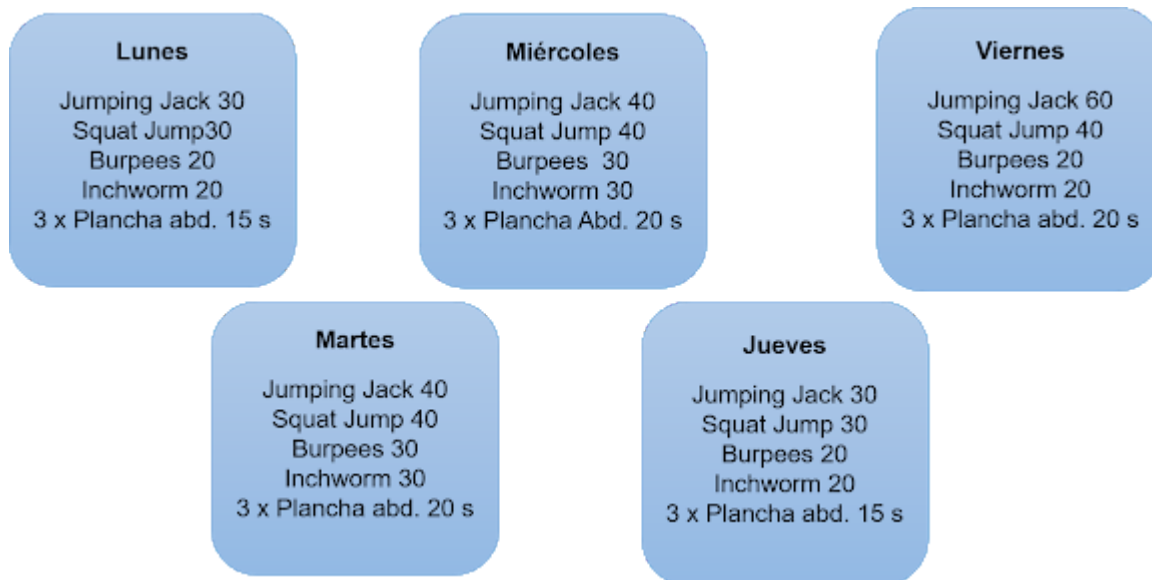 Lunes
Jumping Jack 30
Squat Jump30
Burpees 20
Inchworm 20
3 x Plancha abd. 15 s
Miércoles
Jumping Jack 40
Squat Jump 40
Burpees  30
Inchworm 30
3 x Plancha Abd. 20 s
Viernes
Jumping Jack 60
Squat Jump 40
Burpees 20
Inchworm 20
3 x Plancha abd. 20 s
Martes
Jumping Jack 40
Squat Jump 40
Burpees 30
Inchworm 30
3 x Plancha abd. 20 s
Jueves
Jumping Jack 30
Squat Jump 30
Burpees 20
Inchworm 20
3 x Plancha abd. 15 s